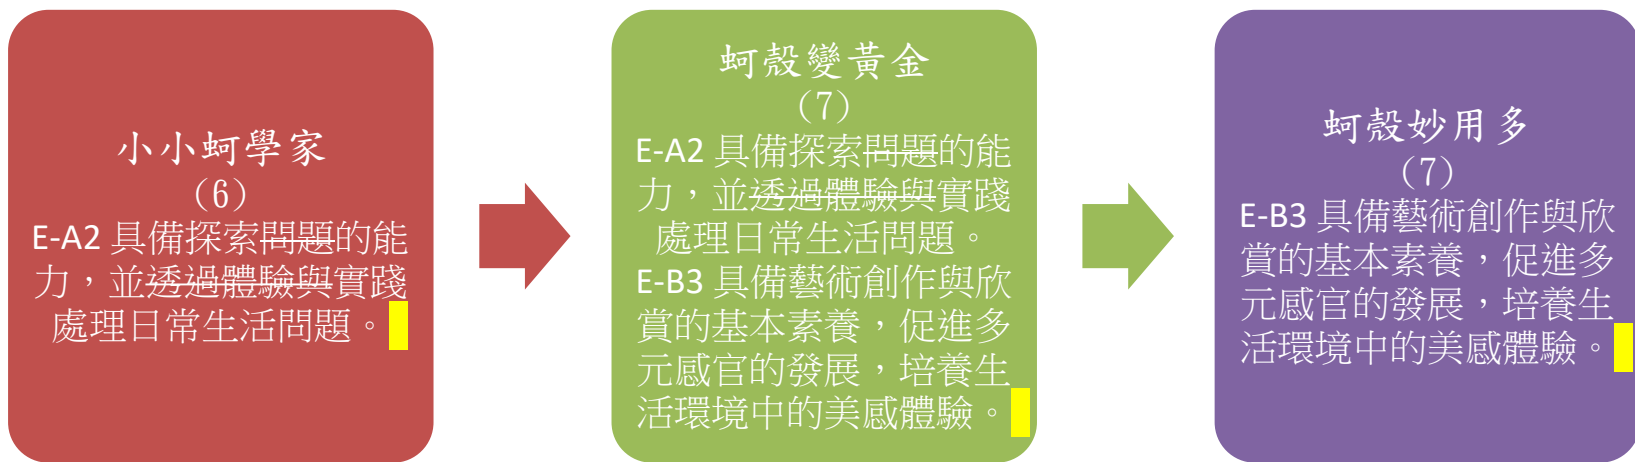 小小蚵學家
(6)
E-A2 具備探索問題的能
力，並透過體驗與實踐
處理日常生活問題。
蚵殼變黃金
(7)
E-A2 具備探索問題的能
力，並透過體驗與實踐
處理日常生活問題。
E-B3 具備藝術創作與欣
賞的基本素養，促進多
元感官的發展，培養生
活環境中的美感體驗。
蚵殼妙用多
(7)
E-B3 具備藝術創作與欣
賞的基本素養，促進多
元感官的發展，培養生
活環境中的美感體驗。